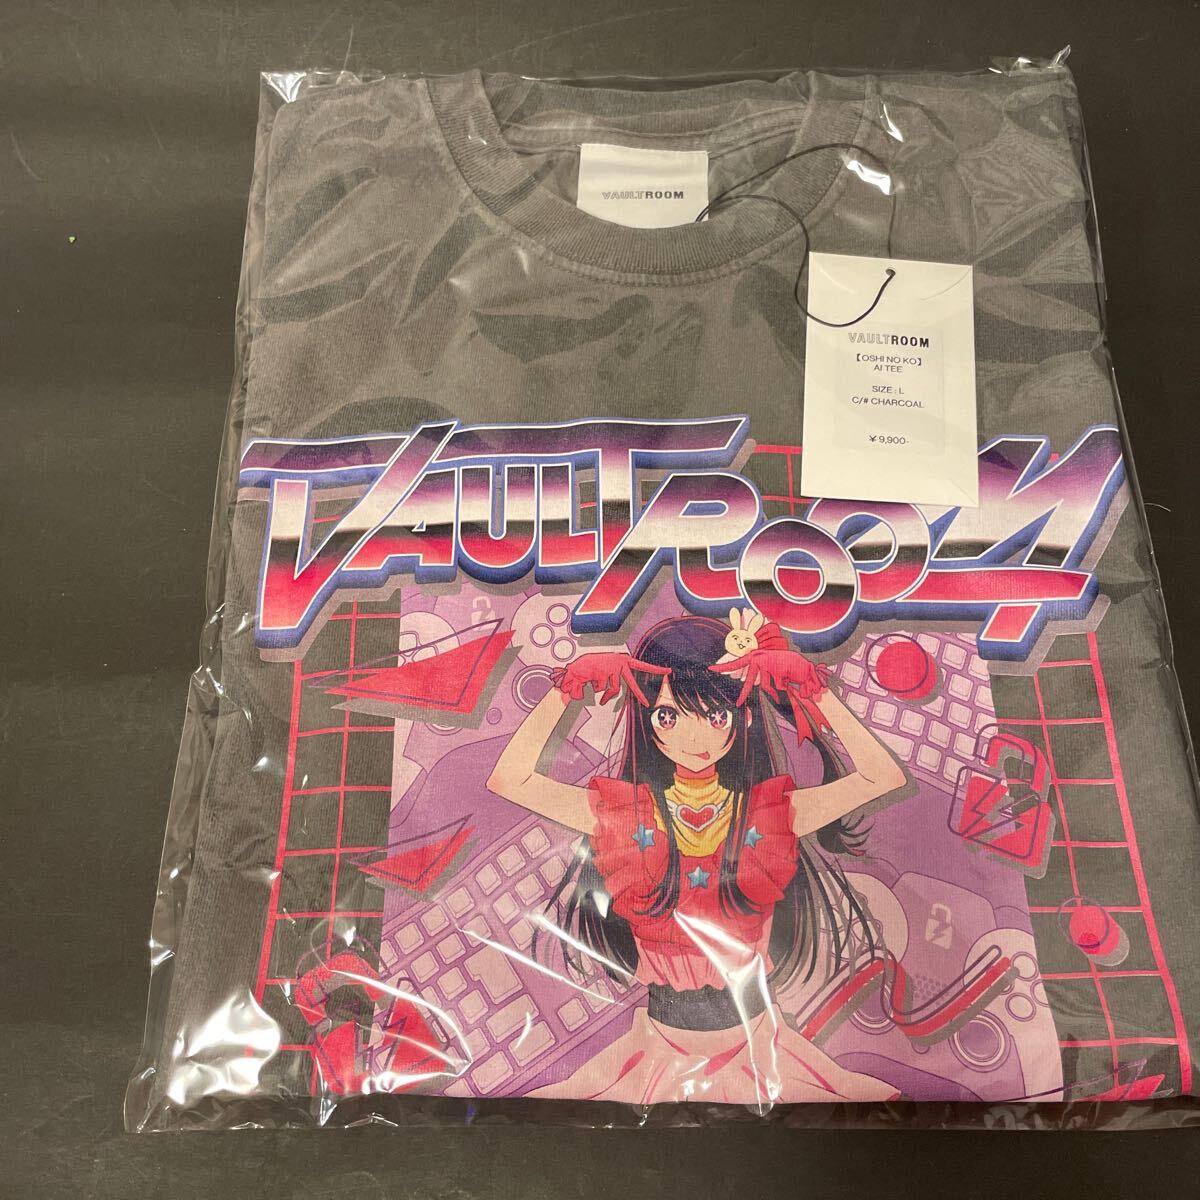 VAULTROOM
VAULTROOM
【OSHI NO KO】
AI TEE
SIZE : L
C/# CHARCOAL
￥9,900-
VAULTROOM